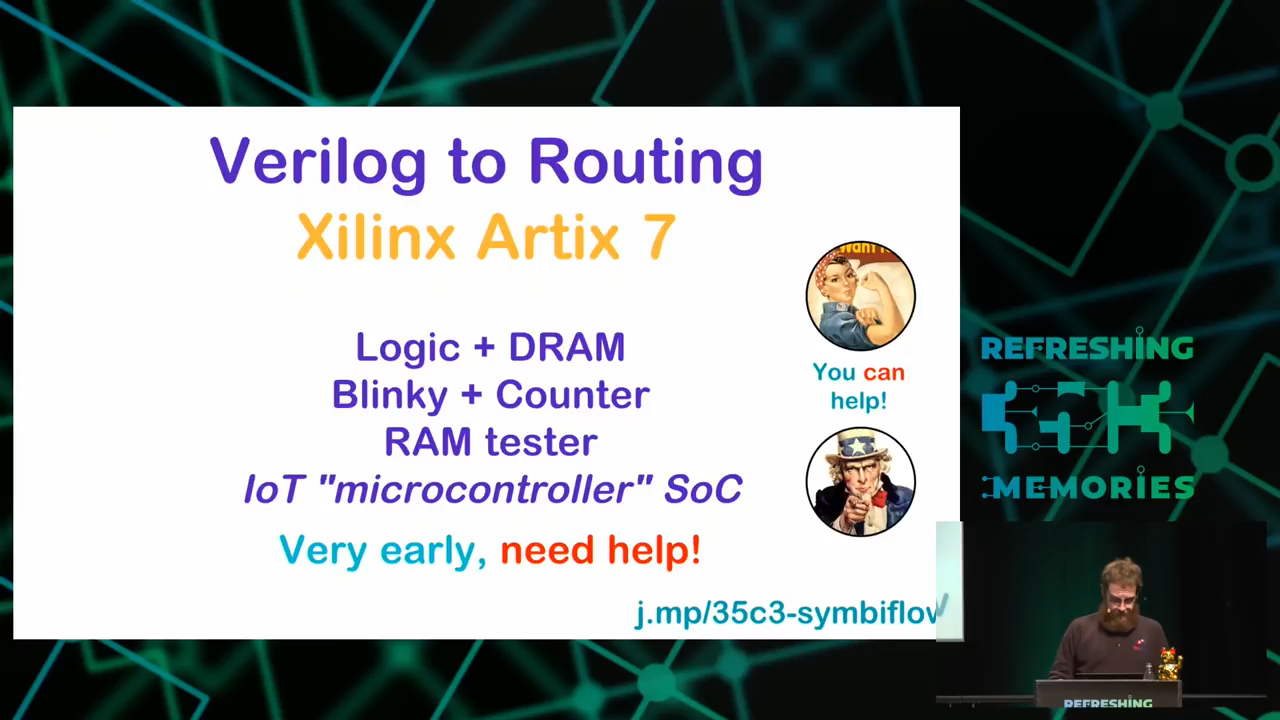 Verilog to Routing
Xilinx Artix 7
Logic + DRAM
Blinky + Counter
RAM tester
IoT "microcontroller" SoC
Very early, need help!
You can
help!
j.mp/35c3-symbiflow
REFRESHING
35C3
MEMORIES
REFRESHING